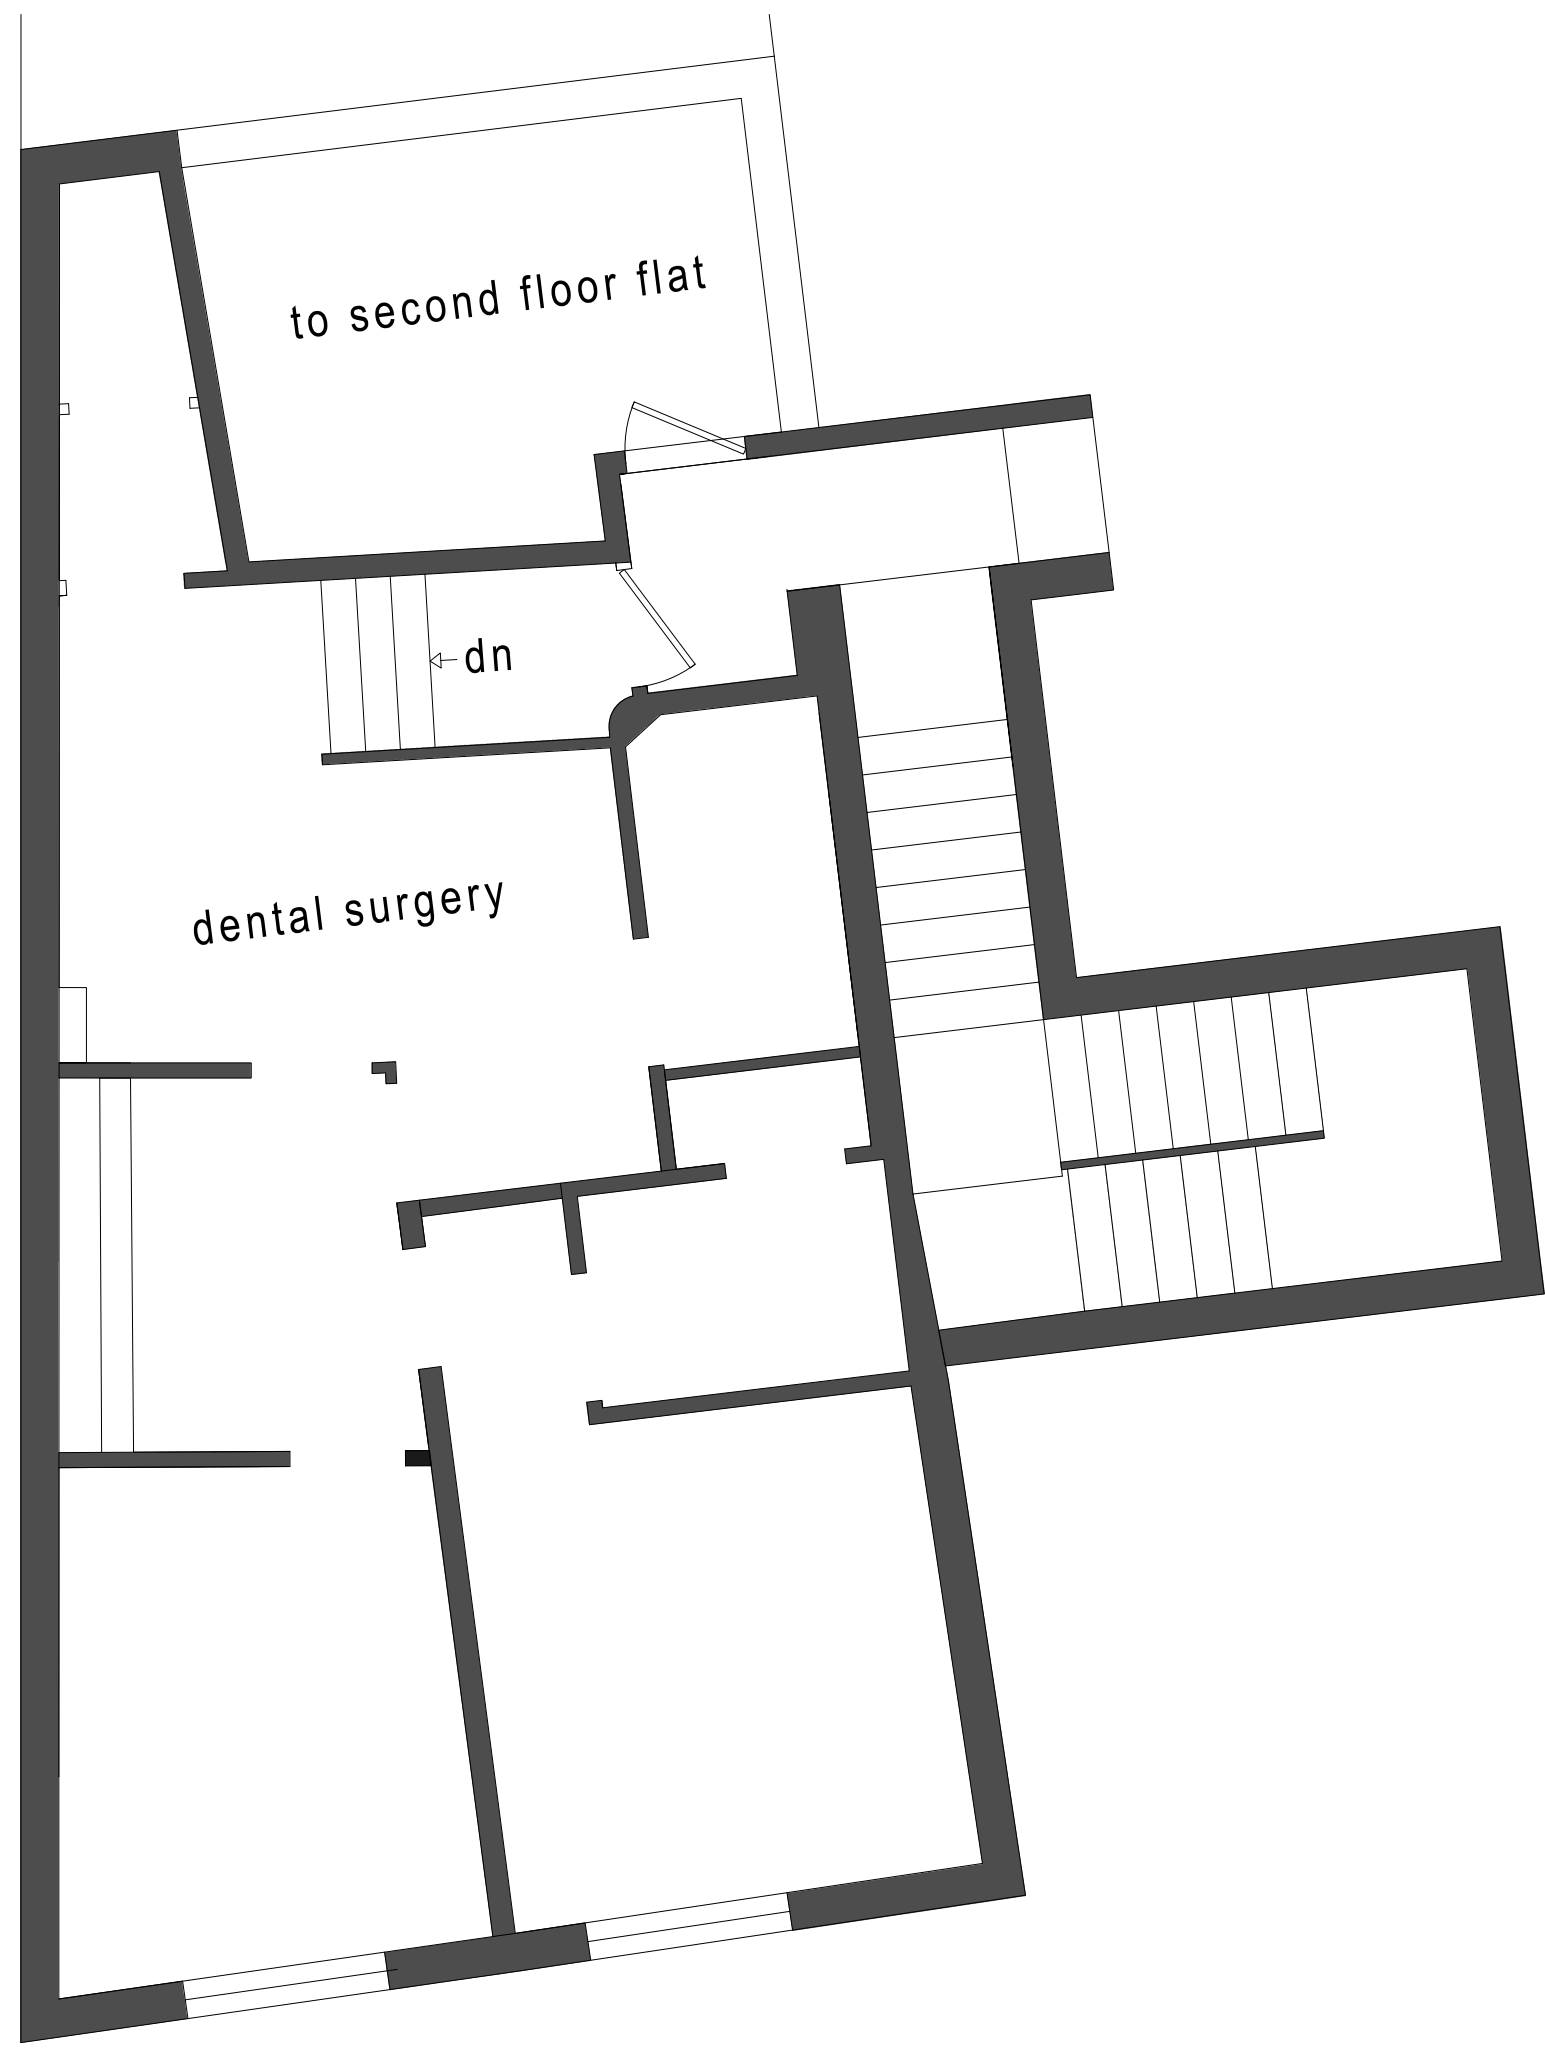 to second floor flat
dn
dental surgery